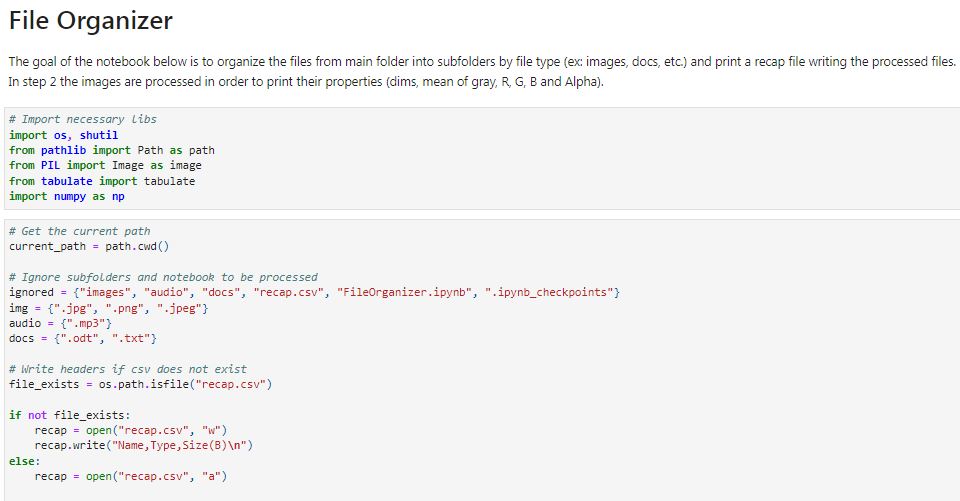 File Organizer
The goal of the notebook below is to organize the files from main folder into subfolders by file type (ex: images, docs, etc.) and print a recap file writing the processed files.
In step 2 the images are processed in order to print their properties (dims, mean of gray, R, G, B and Alpha).
# Import necessary libs
import os, shutil
from pathlib import Path as path
from PIL import Image as image
from tabulate import tabulate
import numpy as np
# Get the current path
current_path = path.cwd()
# Ignore subfolders and notebook to be processed
ignored = {"images", "audio", "docs", "recap.csv", "FileOrganizer.ipynb", ".ipynb_checkpoints"}
img = {".jpg", ".png", ".jpeg"}
audio = {".mp3"}
docs = {".odt", ".txt"}
# Write headers if csv does not exist
file_exists = os.path.isfile("recap.csv")
if not file_exists:
    recap = open("recap.csv", "w")
    recap.write("Name,Type,Size(B)\n")
else:
    recap = open("recap.csv", "a")